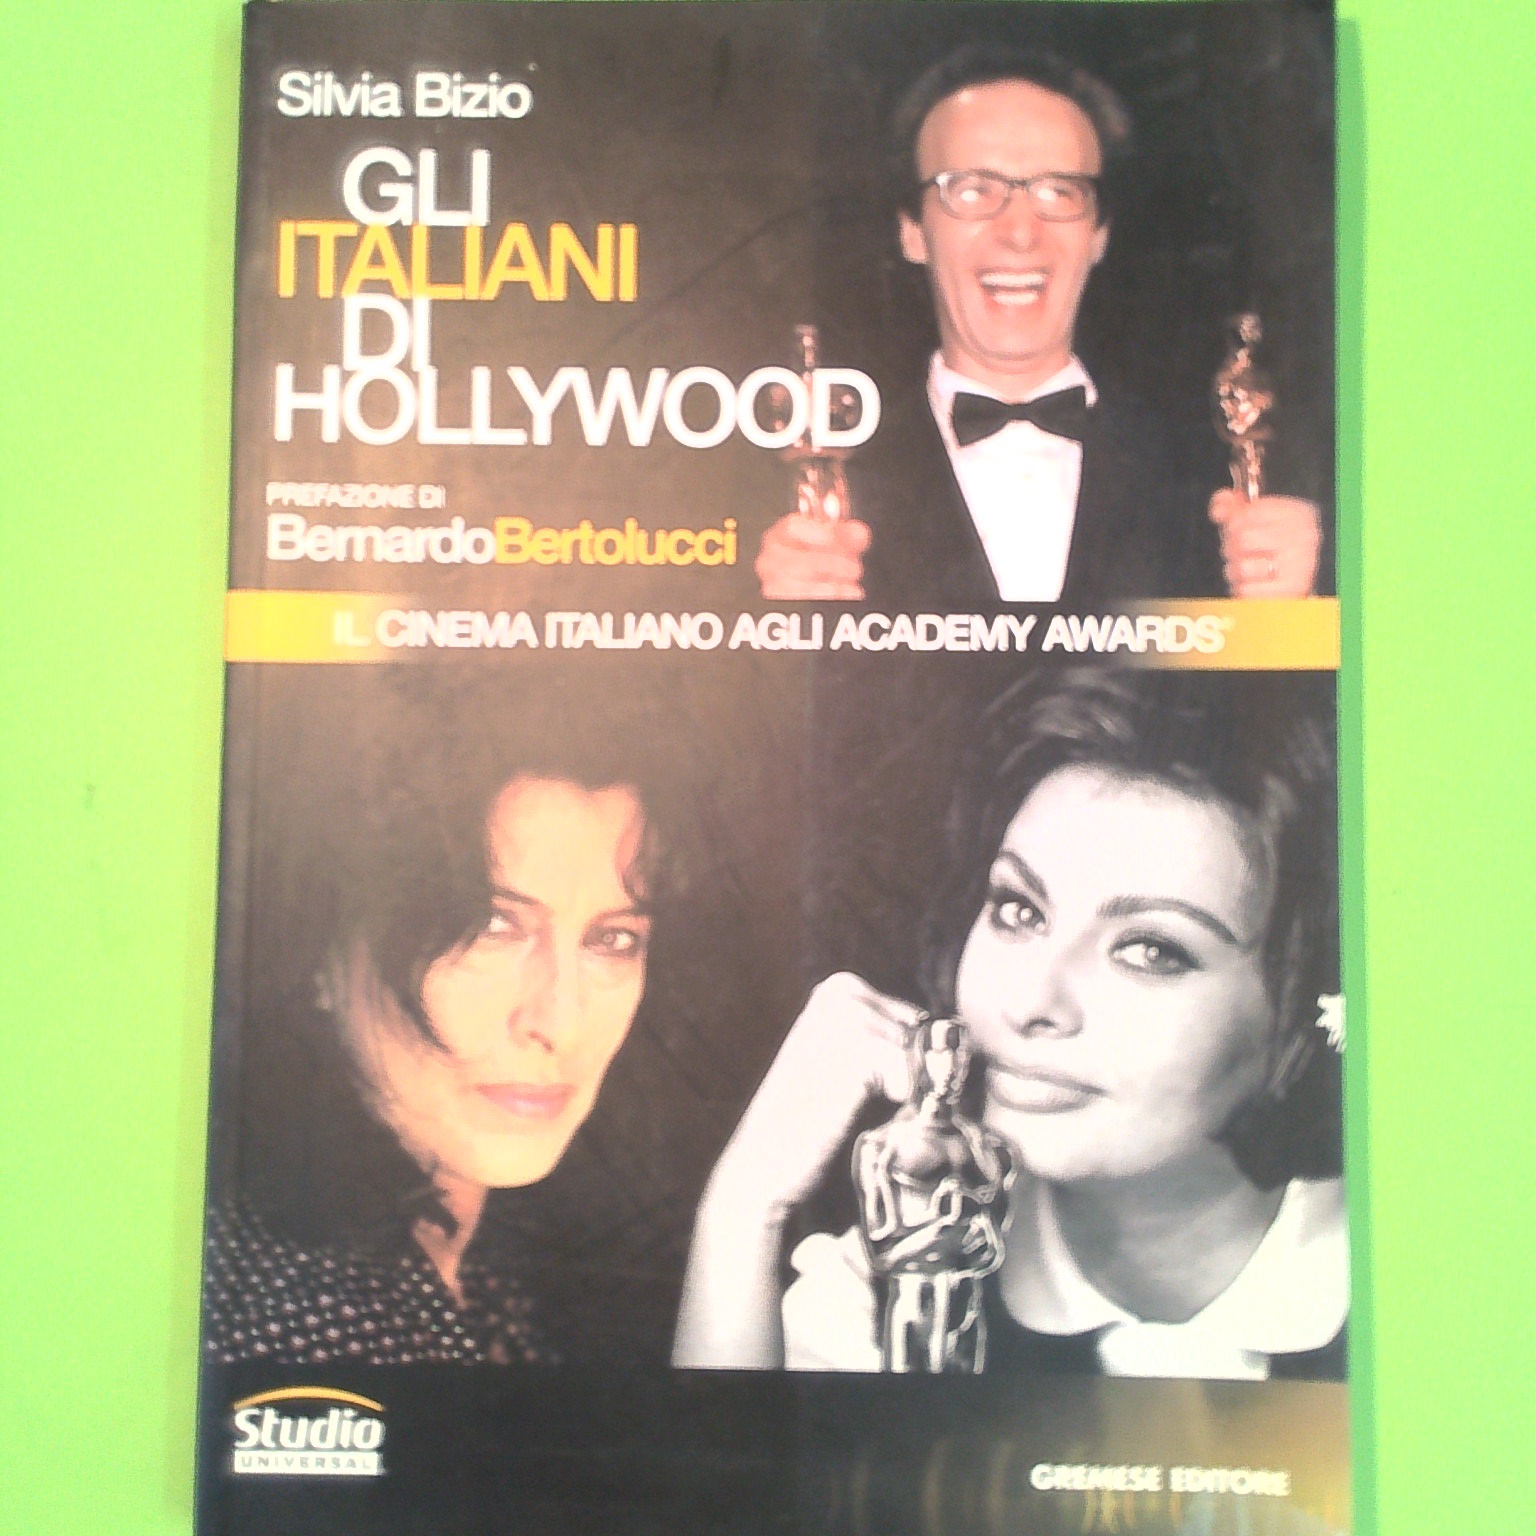 Silvia Bizio
GLI
ITALIANI
DI
HOLLYWOOD
PREFAZIONE DI
BernardoBertolucci
IL CINEMA ITALIANO AGLI ACADEMY AWARDS®
Studio
UNIVERSAL
GREMESE EDITORE